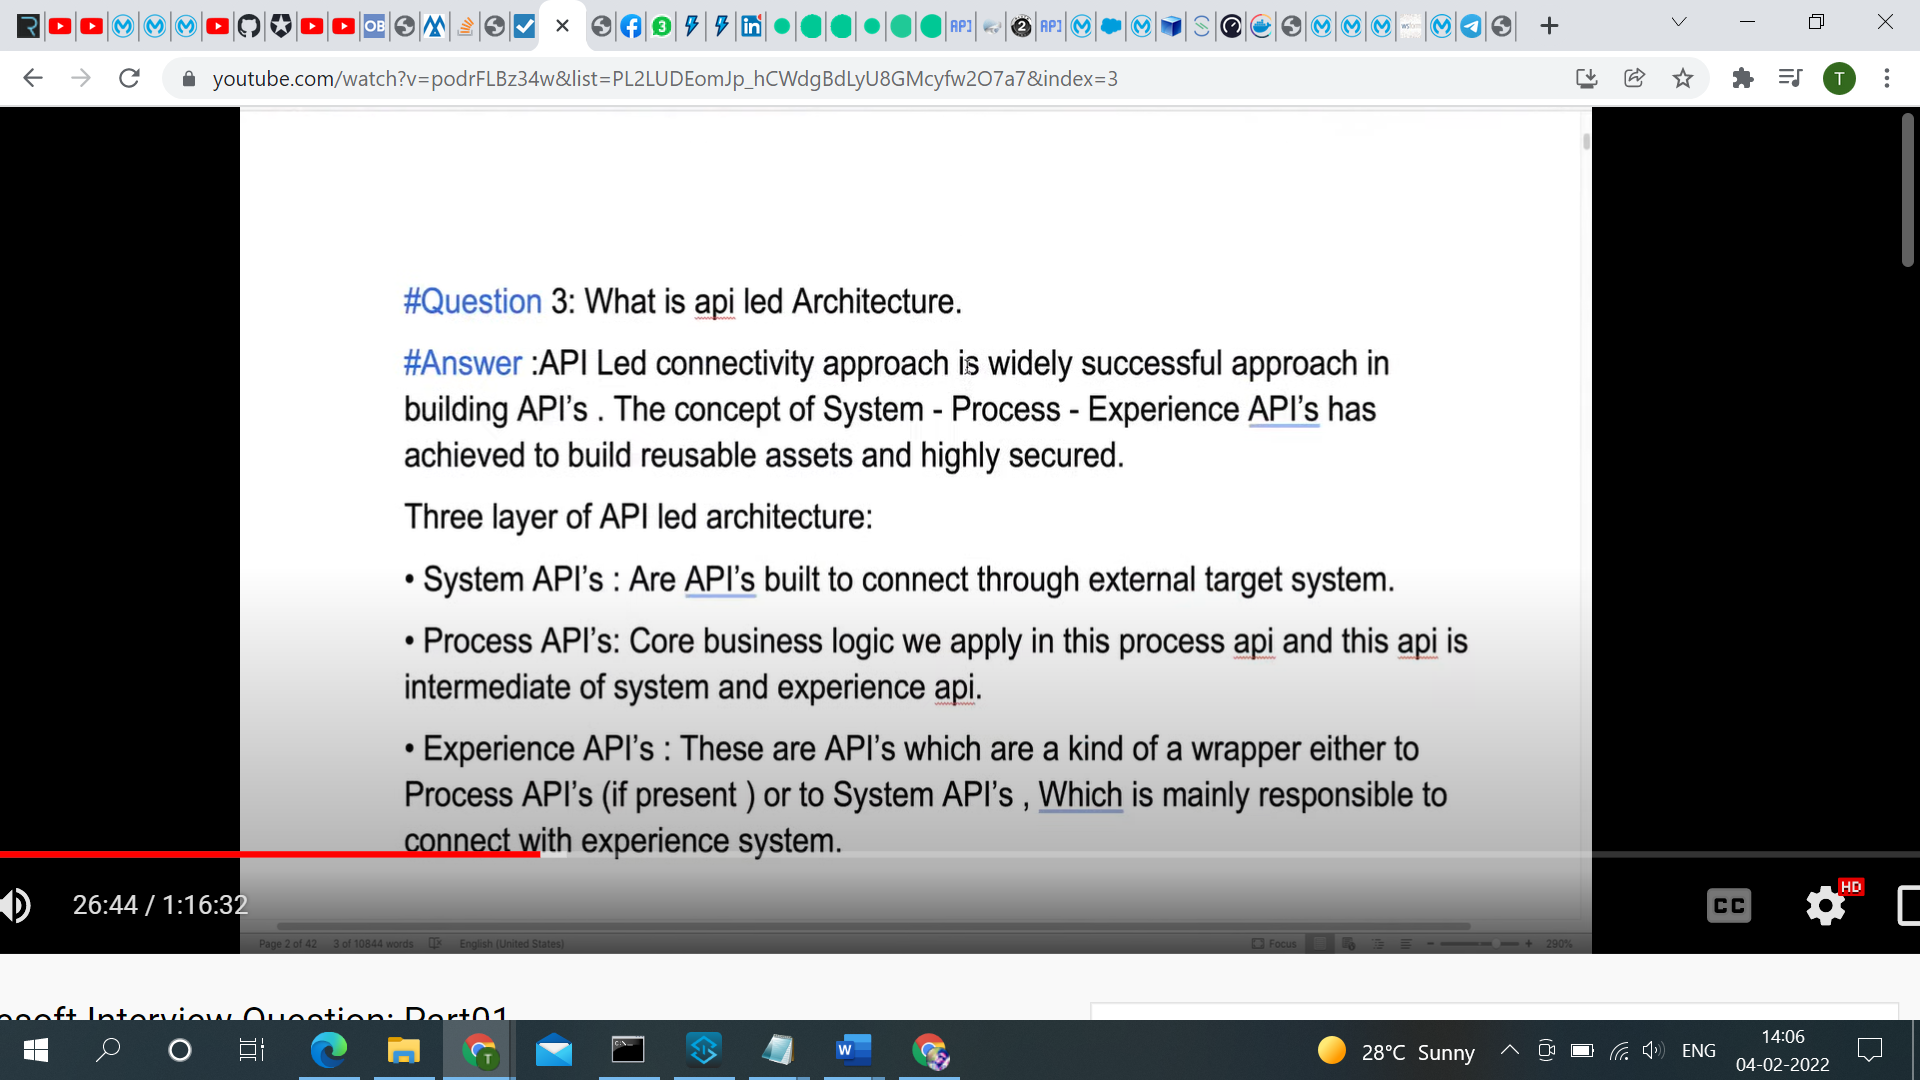 OB
3
API
2
API
youtube.com/watch?v=podrFLBz34w&list=PL2LUDEomJp_hCWdgBdLyU8GMcyfw2O7a7&index=3
T
#Question 3: What is api led Architecture.
#Answer :API Led connectivity approach is widely successful approach in
building API's . The concept of System - Process - Experience API's has
achieved to build reusable assets and highly secured.
Three layer of API led architecture:
• System API's : Are API's built to connect through external target system.
• Process API's: Core business logic we apply in this process api and this api is
intermediate of system and experience api.
• Experience API's : These are API's which are a kind of a wrapper either to
Process API's (if present ) or to System API's , Which is mainly responsible to
connect with experience system.
26:44 / 1:16:32
CC
HD
Page 2 of 42 3 of 10844 words English (United States)
Focus
290%
esoft Interview Question: Part01
T
28°C Sunny
ENG
14:06
04-02-2022